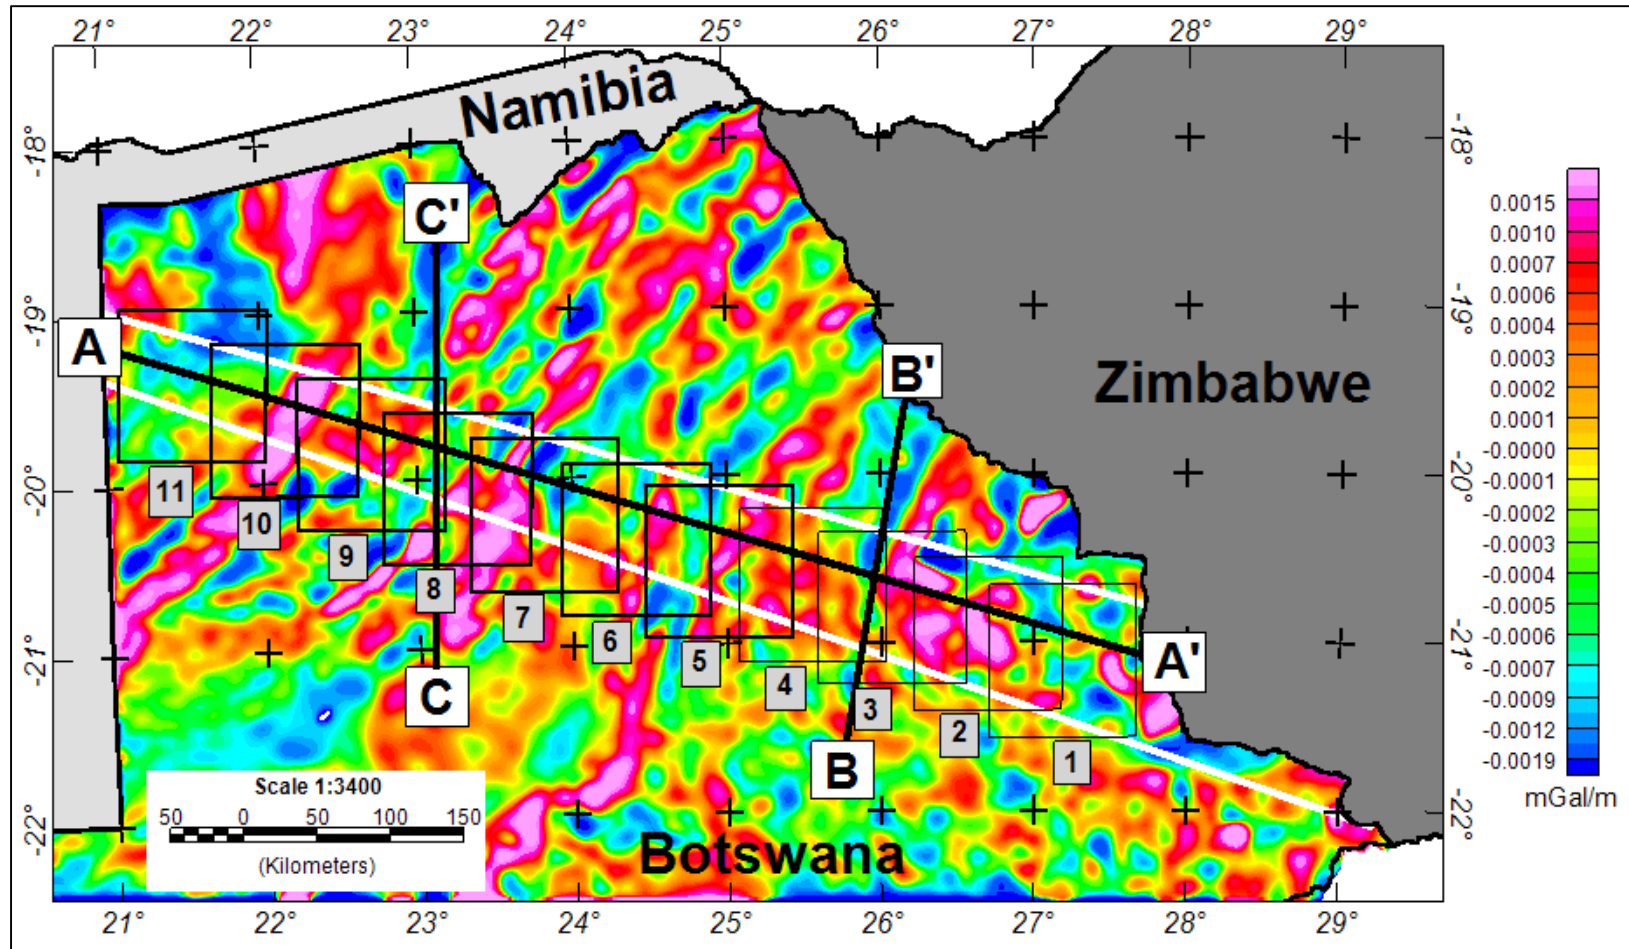 21° 22° 23° 24° 25° 26° 27° 28° 29°
Namibia
-18° -18°
C'
0.0015
0.0010
0.0007
0.0006
-19° -19°
0.0004
A
B'
Zimbabwe
0.0003
0.0002
0.0001
-0.0000
-20° -20°
-0.0001
11
10
-0.0002
9
-0.0003
8
-0.0004
7
6
-0.0006
5
-21° -21°
A'
4
-0.0007
C
3
-0.0009
2
-0.0012
1
-0.0019
B
mGal/m
Scale 1:3400
50 0 50 100 150
(Kilometers)
-22° -22°
Botswana
21° 22° 23° 24° 25° 26° 27° 28° 29°